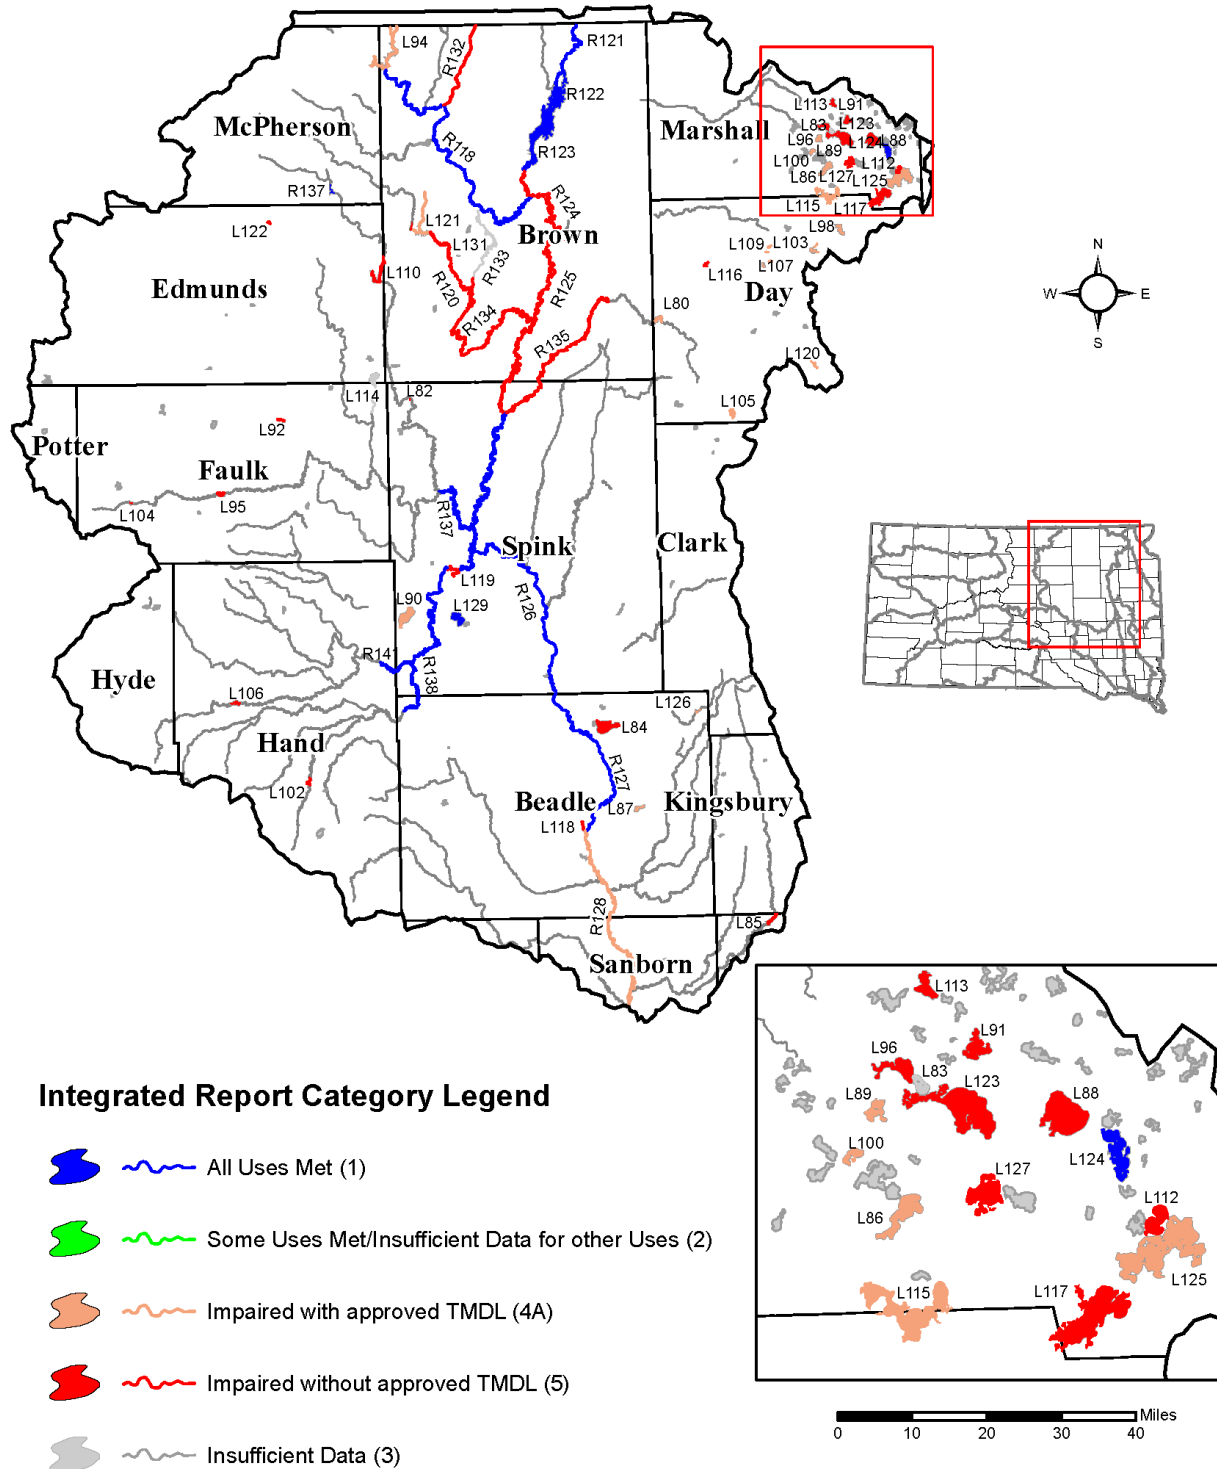 L94
R132
R121
R122
McPherson
R118
R123
Marshall
L113
L91
L83
L123
L96
L124
L88
L89
L100
L112
L86
L127
L125
L115
L117
R137
R124
L121
L131
Brown
L122
L110
R133
R120
R125
Edmunds
R134
R135
L98
L109
L103
L107
L116
Day
L80
L120
N
W
E
S
L114
L82
L105
L92
Potter
Faulk
L104
L95
R137
Spink
Clark
L119
L90
L129
R126
R141
R138
Hyde
L106
L126
L84
Hand
R127
L102
Beadle
L87
Kingsbury
L118
R128
L85
Sanborn
L113
L91
L96
L83
L123
L89
L88
L100
L124
L127
L86
L112
L125
L115
L117
Integrated Report Category Legend
All Uses Met (1)
Some Uses Met/Insufficient Data for other Uses (2)
Impaired with approved TMDL (4A)
Impaired without approved TMDL (5)
Insufficient Data (3)
Miles
0 10 20 30 40